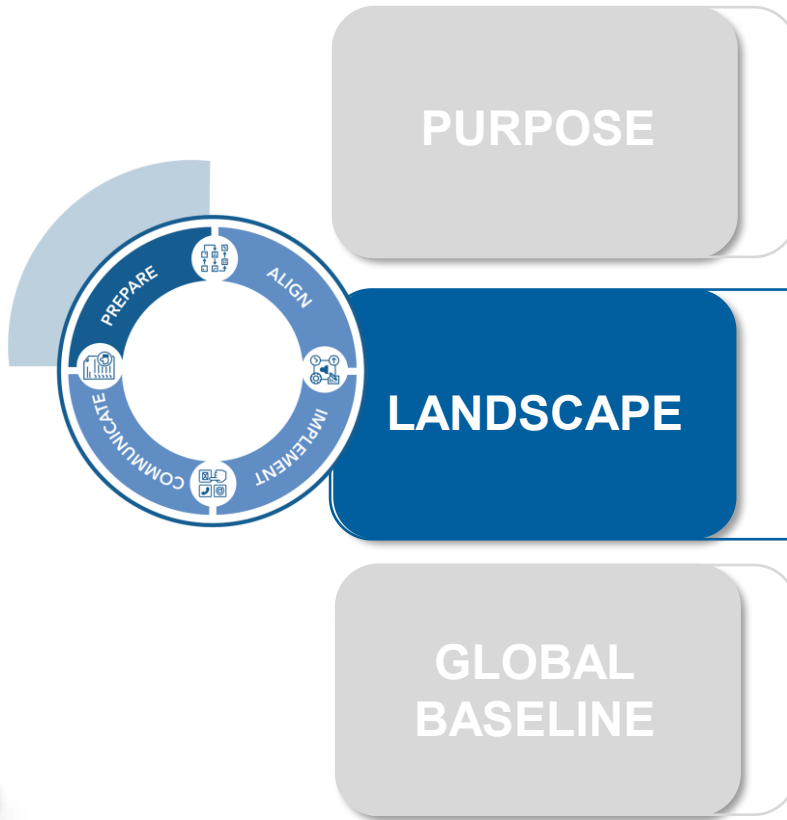 PURPOSE
PREPARE
ALIGN
COMMUNICATE
IMPLEMENT
LANDSCAPE
GLOBAL
BASELINE